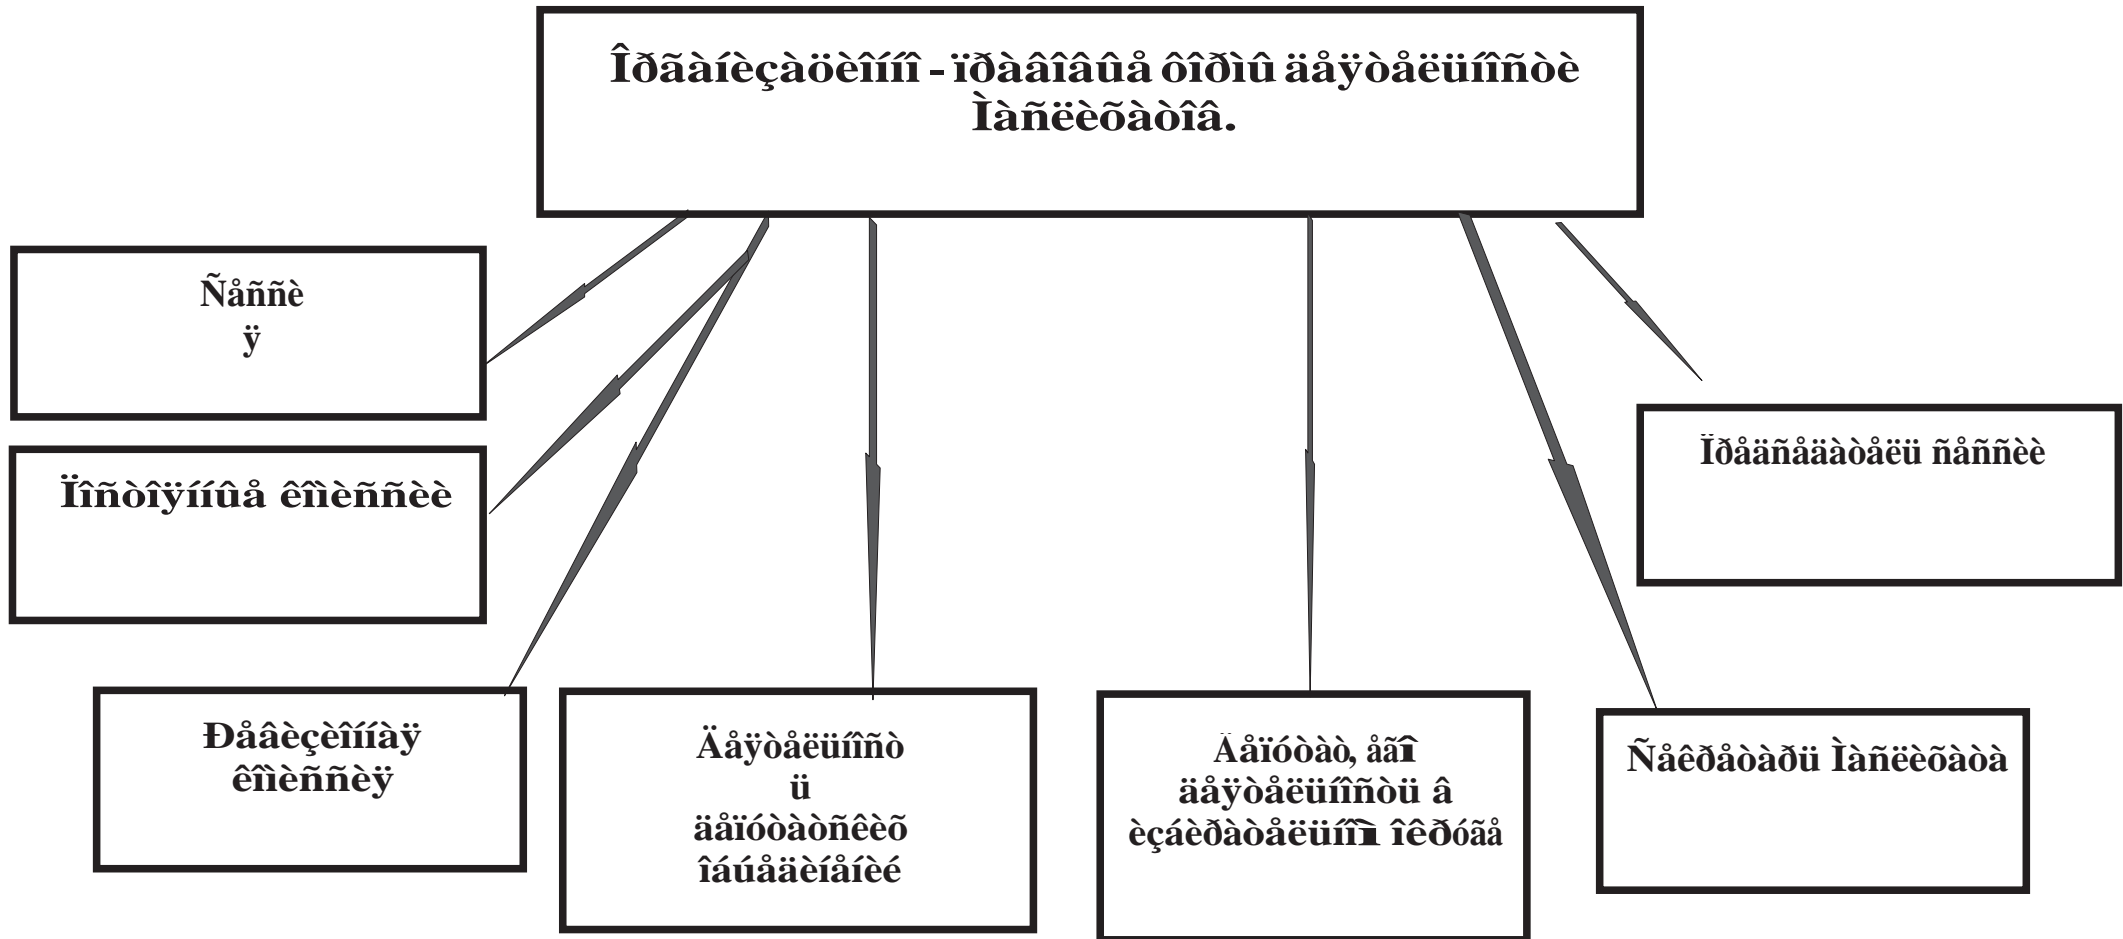 Îðãàíèçàöèîííî - ïðàâîâûå ôîðìû äåÿòåëüíîñòè
Ìàñëèõàòîâ.
Ñåññè
ÿ
Ïîñòîÿííûå êîìèññèè
Ðåâèçèîííàÿ
êîìèññèÿ
Äåÿòåëüíîñò
ü
äåïóòàòñêèõ
îáúåäèíåíèé
Äåïóòàò, åãî
äåÿòåëüíîñòü â
èçáèðàòåëüíîì îêðóãå
Ñåêðåòàðü Ìàñëèõàòà
Ïðåäñåäàòåëü ñåññèè